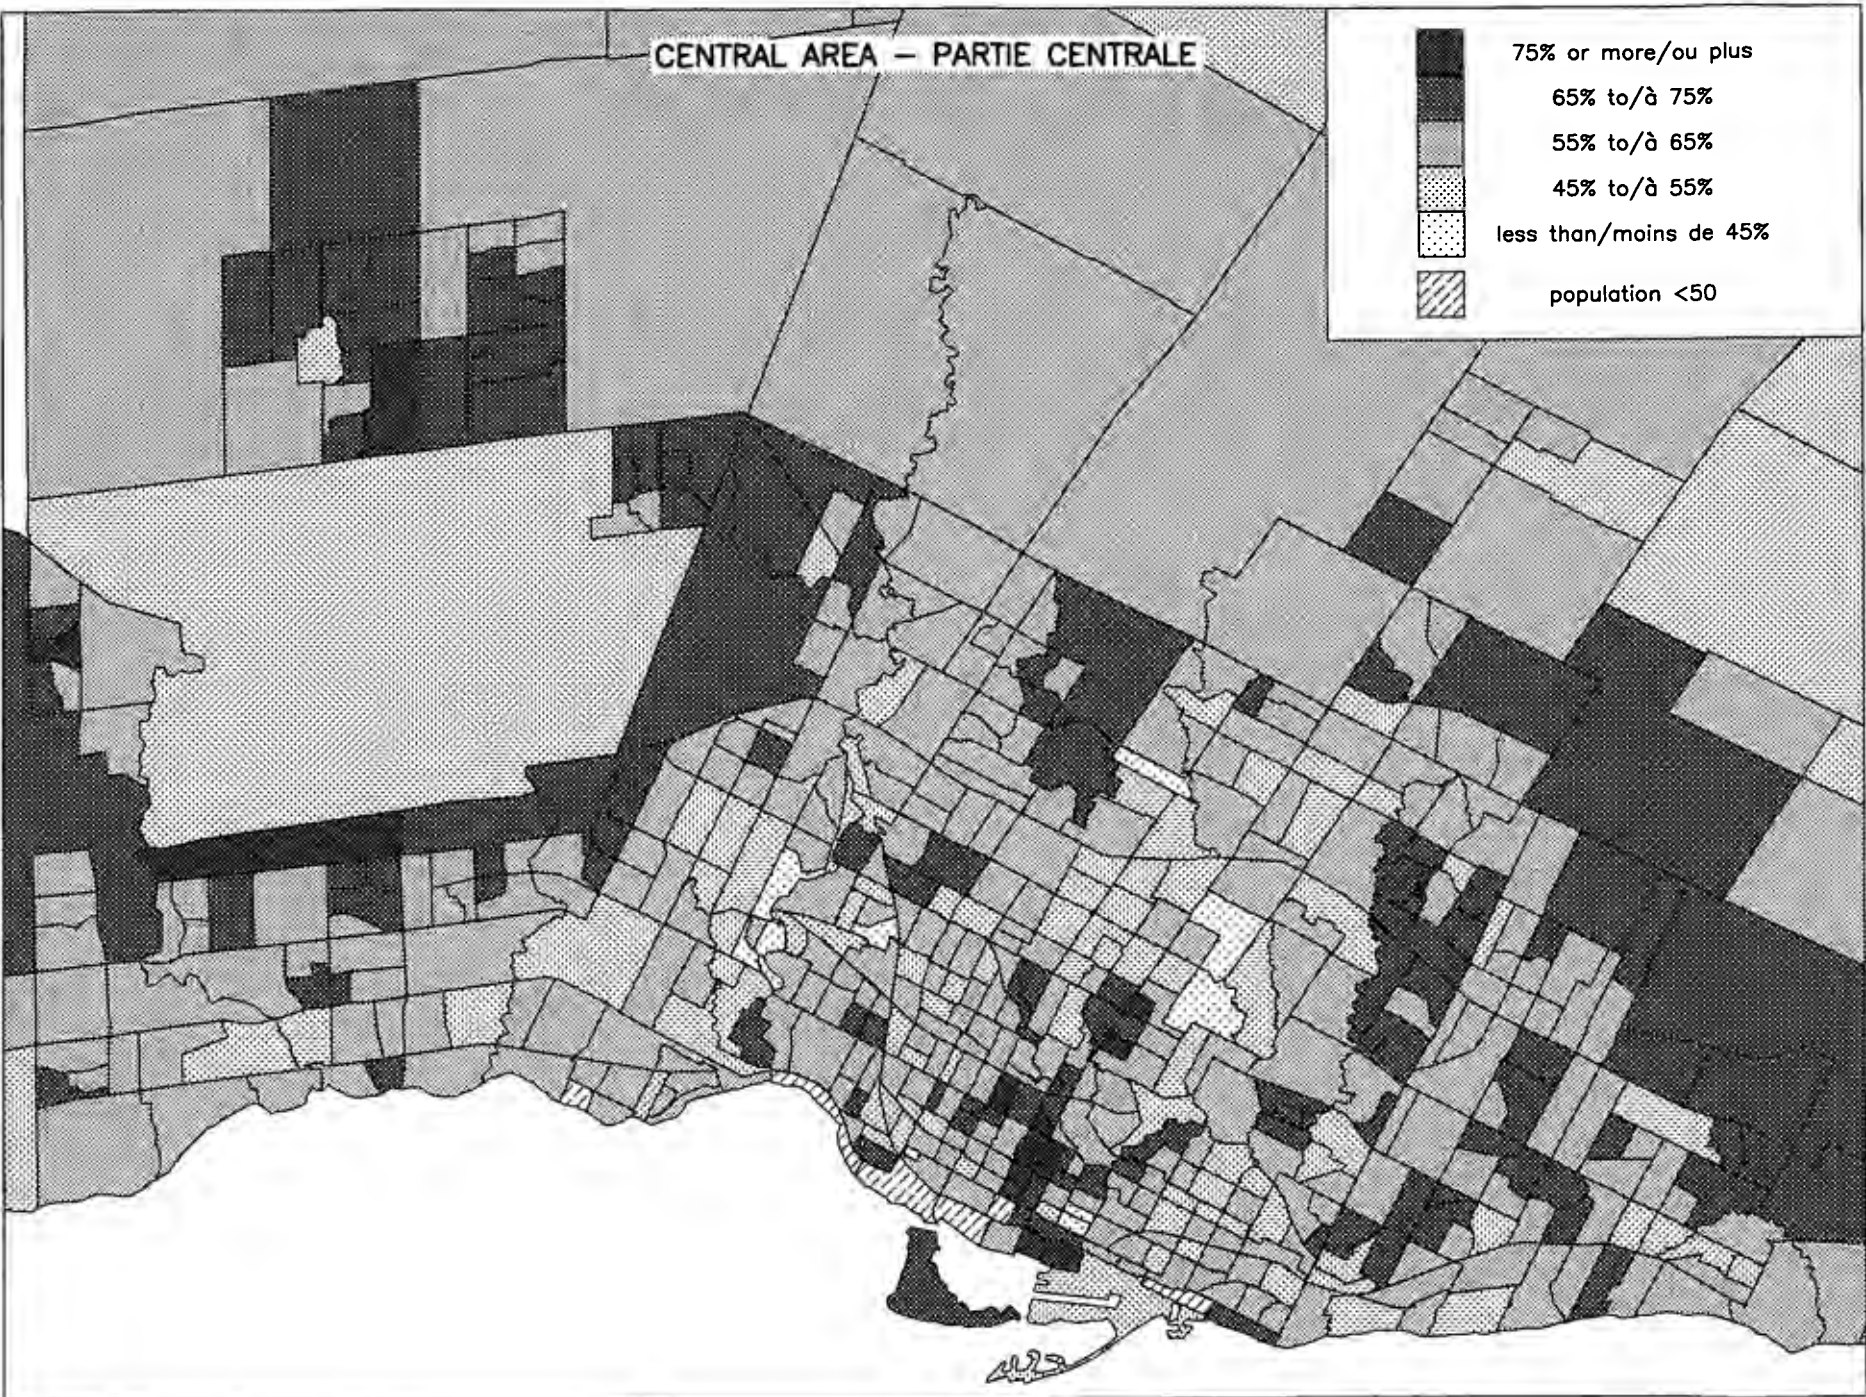 CENTRAL AREA – PARTIE CENTRALE
75% or more/ou plus
65% to/à 75%
55% to/à 65%
45% to/à 55%
less than/moins de 45%
population <50